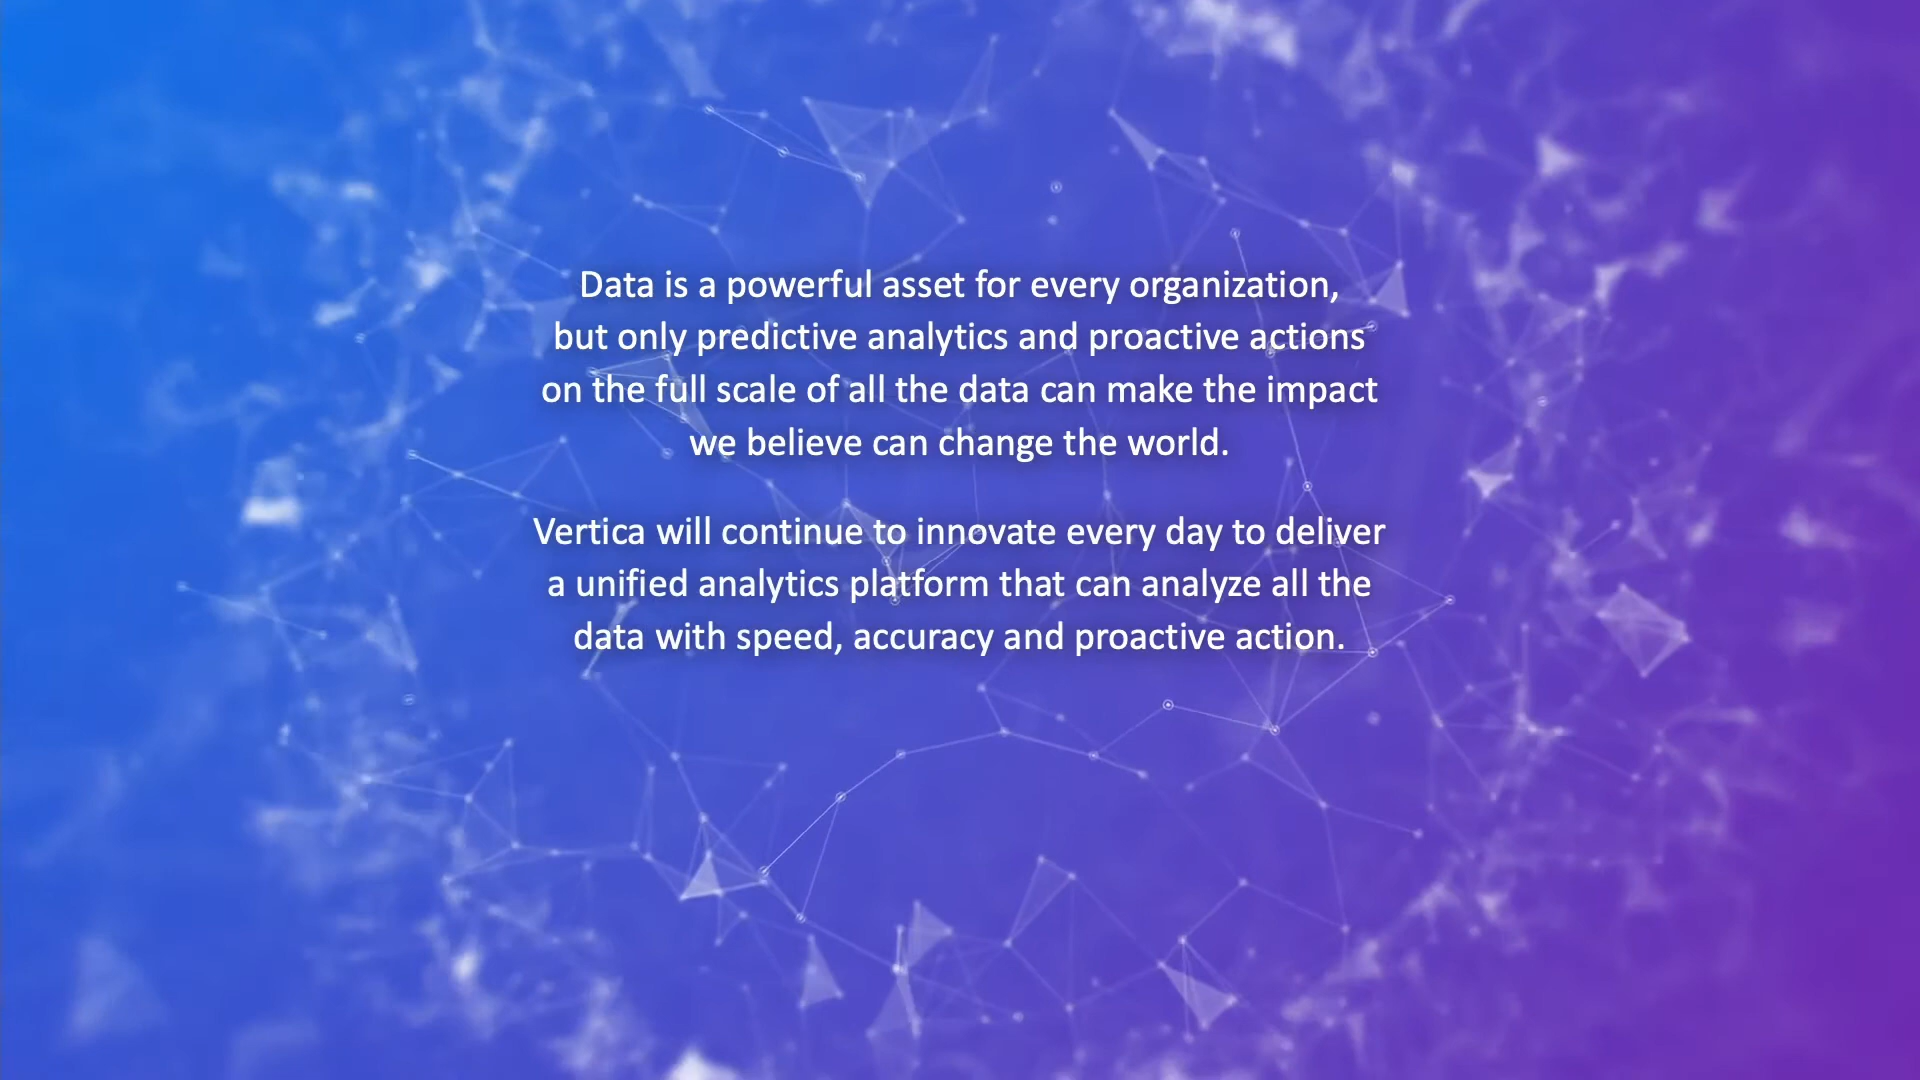 Data is a powerful asset for every organization,
but only predictive analytics and proactive actions
on the full scale of all the data can make the impact
we believe can change the world.
Vertica will continue to innovate every day to deliver
a unified analytics platform that can analyze all the
data with speed, accuracy and proactive action.